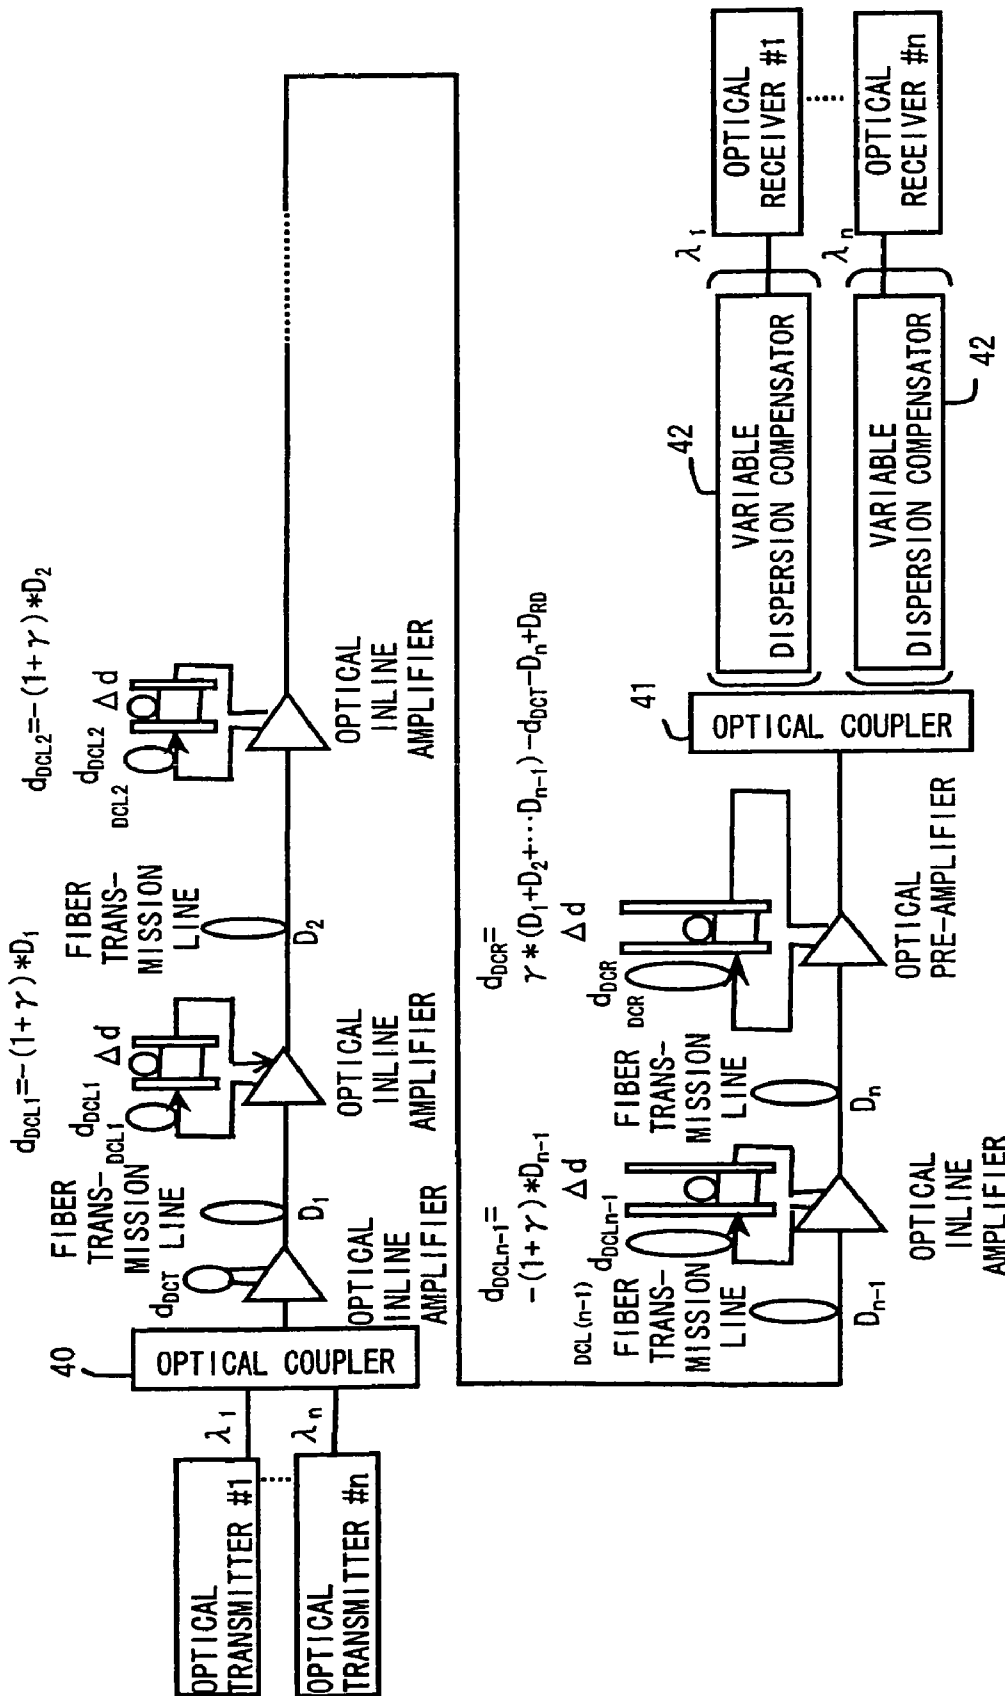 OPTICAL
TRANSMITTER #1
OPTICAL
TRANSMITTER #n
λ1
λn
40
OPTICAL COUPLER
OPTICAL
INLINE
AMPLIFIER
dDCT
FIBER
TRANS-
MISSION
LINE
D1
dDCL1=-(1+γ)*D1
dDCL1
DCL1
Δd
OPTICAL
INLINE
AMPLIFIER
FIBER
TRANS-
MISSION
LINE
D2
dDCL2=-(1+γ)*D2
dDCL2
DCL2
Δd
OPTICAL
INLINE
AMPLIFIER
FIBER
TRANS-
MISSION
LINE
Dn-1
dDCLn-1=
-(1+γ)*Dn-1
DCL(n-1)
dDCLn-1
Δd
OPTICAL
INLINE
AMPLIFIER
FIBER
TRANS-
MISSION
LINE
Dn
dDCR=
γ*(D1+D2+⋯Dn-1)-dDCT-Dn+DRD
dDCR
DCR
Δd
OPTICAL
PRE-AMPLIFIER
41
OPTICAL COUPLER
42
VARIABLE
DISPERSION COMPENSATOR
VARIABLE
DISPERSION COMPENSATOR
42
λ1
λn
OPTICAL
RECEIVER #1
OPTICAL
RECEIVER #n